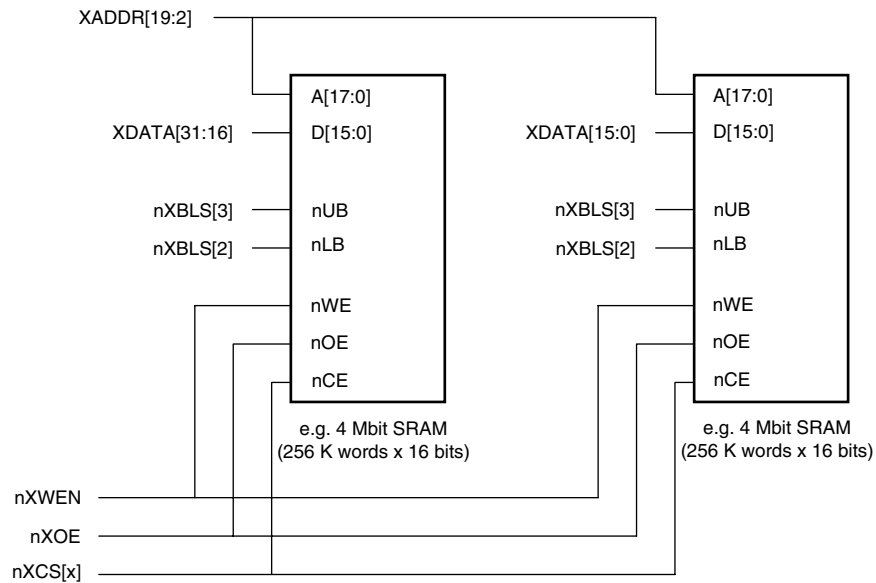 XADDR[19:2]
A[17:0]
A[17:0]
XDATA[31:16]
D[15:0]
XDATA[15:0]
D[15:0]
nXBLS[3]
nUB
nXBLS[3]
nUB
nXBLS[2]
nLB
nXBLS[2]
nLB
nWE
nWE
nOE
nOE
nCE
nCE
e.g. 4 Mbit SRAM
(256 K words x 16 bits)
e.g. 4 Mbit SRAM
(256 K words x 16 bits)
nXWEN
nXOE
nXCS[x]